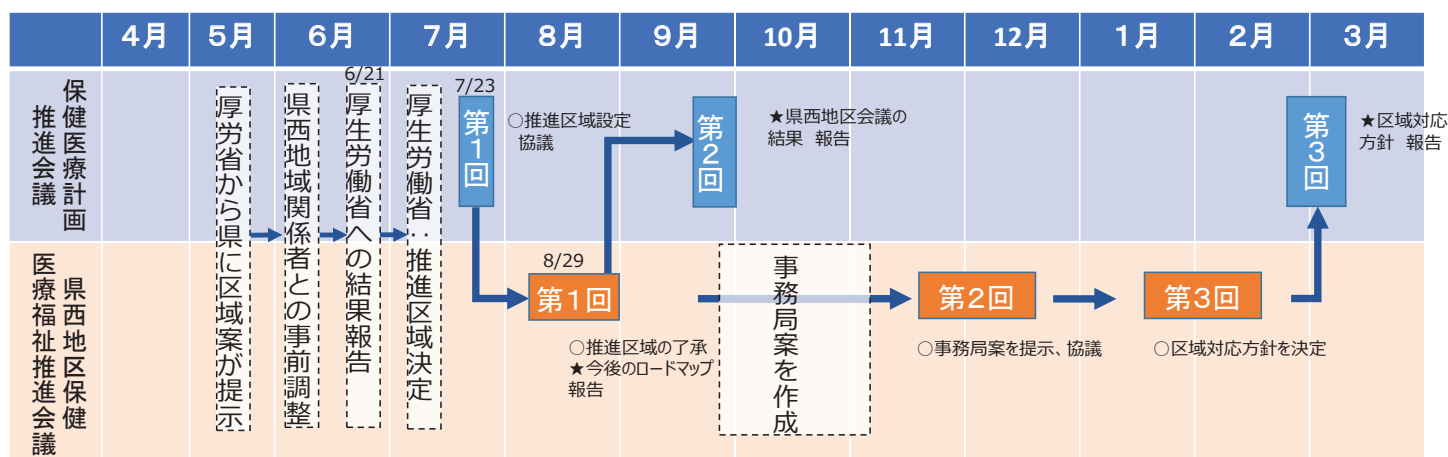 4月 5月 6月 7月 8月 9月 10月 11月 12月 1月 2月 3月
保健医療計画
推進会議
厚労省から県に区域案が提示
県西地域関係者との事前調整
6/21
厚生労働省への結果報告
厚生労働省：推進区域決定
7/23
第1回
○推進区域設定
協議
第2回
★県西地区会議の
結果 報告
第3回
★区域対応
方針 報告
県西地区保健
医療福祉推進会議
8/29
第1回
○推進区域の了承
★今後のロードマップ
報告
事務局案を作成
第2回
○事務局案を提示、協議
第3回
○区域対応方針を決定